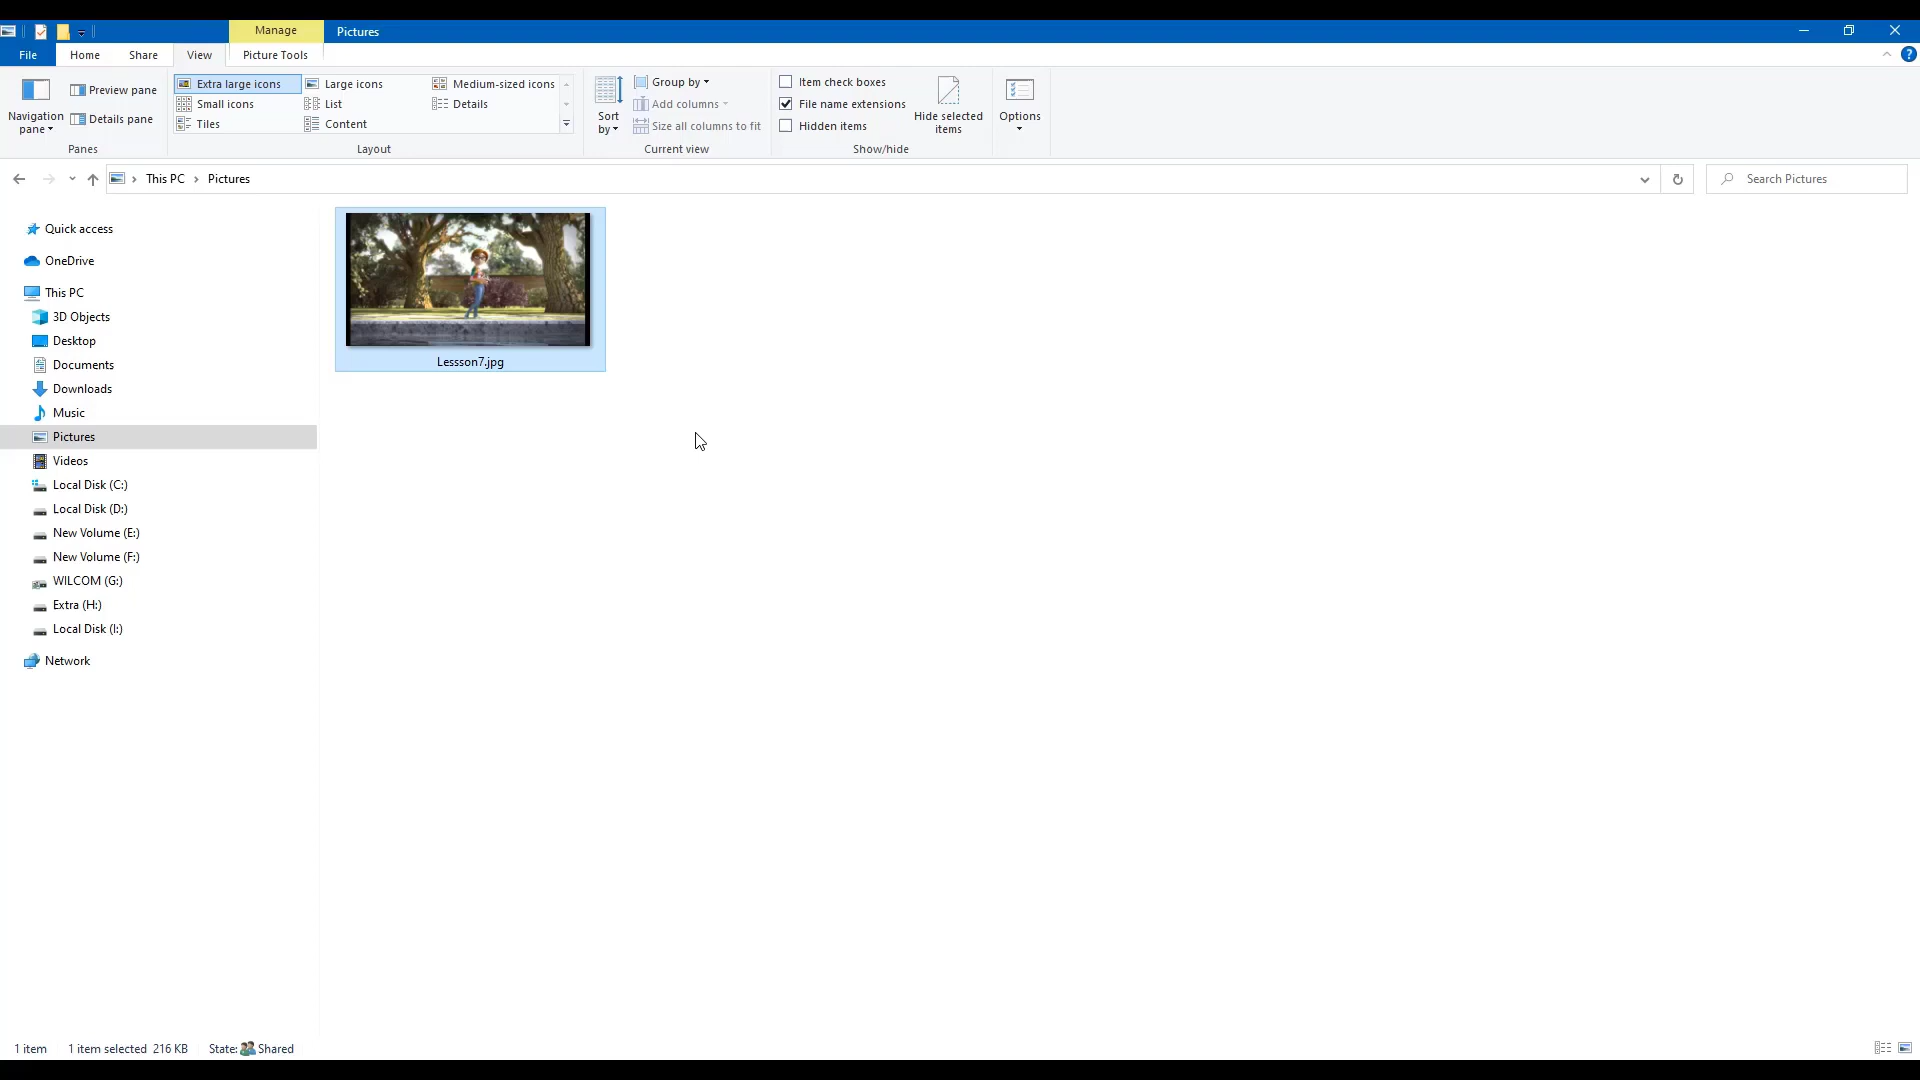 Manage
Pictures
File
Home
Share
View
Picture Tools
Navigation pane
Preview pane
Details pane
Panes
Extra large icons
Large icons
Medium-sized icons
Small icons
List
Details
Tiles
Content
Layout
Sort by
Group by
Add columns
Size all columns to fit
Current view
Item check boxes
File name extensions
Hidden items
Hide selected items
Show/hide
Options
This PC
Pictures
Search Pictures
Quick access
OneDrive
This PC
3D Objects
Desktop
Documents
Downloads
Music
Pictures
Videos
Local Disk (C:)
Local Disk (D:)
New Volume (E:)
New Volume (F:)
WILCOM (G:)
Extra (H:)
Local Disk (I:)
Network
Lessson7.jpg
1 item
1 item selected 216 KB
State: Shared